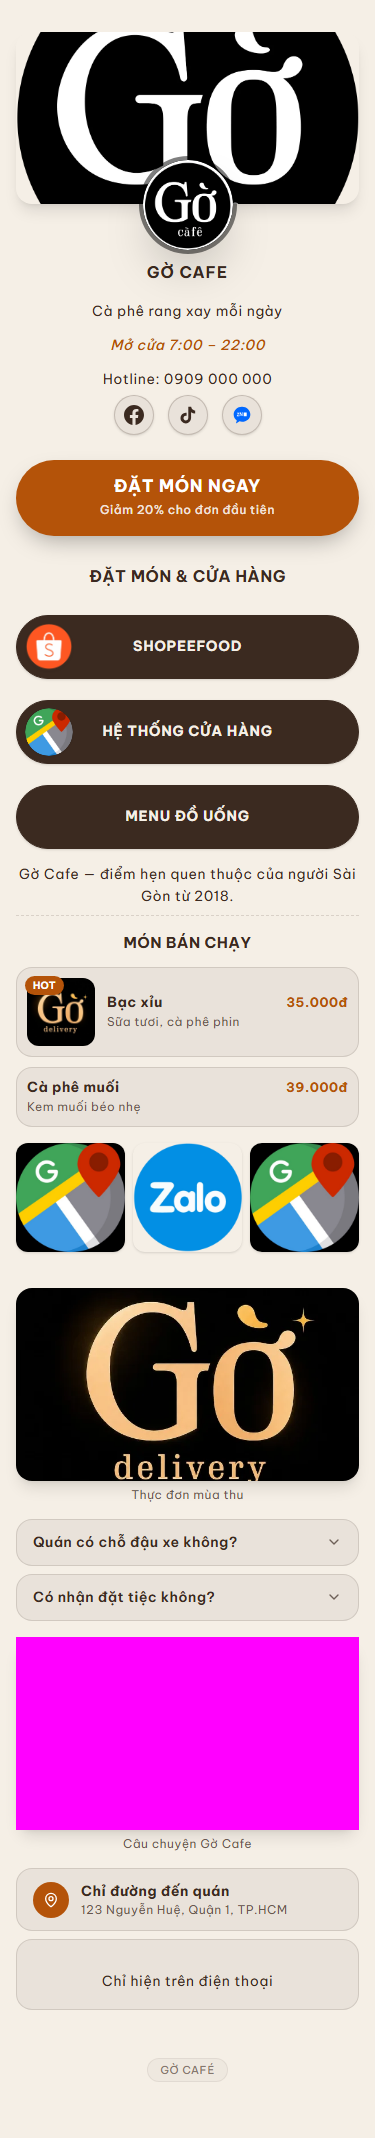 Gờ
Gờ
càfê
GỜ CAFE
Cà phê rang xay mỗi ngày
Mở cửa 7:00 – 22:00
Hotline: 0909 000 000
ĐẶT MÓN NGAY
Giảm 20% cho đơn đầu tiên
ĐẶT MÓN & CỬA HÀNG
S
SHOPEEFOOD
G
HỆ THỐNG CỬA HÀNG
MENU ĐỒ UỐNG
Gờ Cafe — điểm hẹn quen thuộc của người Sài
Gòn từ 2018.
MÓN BÁN CHẠY
HOT
Gờ
delivery
Bạc xỉu
35.000đ
Sữa tươi, cà phê phin
Cà phê muối
39.000đ
Kem muối béo nhẹ
G
Zalo
G
Gờ
delivery
Thực đơn mùa thu
Quán có chỗ đậu xe không?
Có nhận đặt tiệc không?
Câu chuyện Gờ Cafe
Chỉ đường đến quán
123 Nguyễn Huệ, Quận 1, TP.HCM
Chỉ hiện trên điện thoại
GỜ CAFÉ